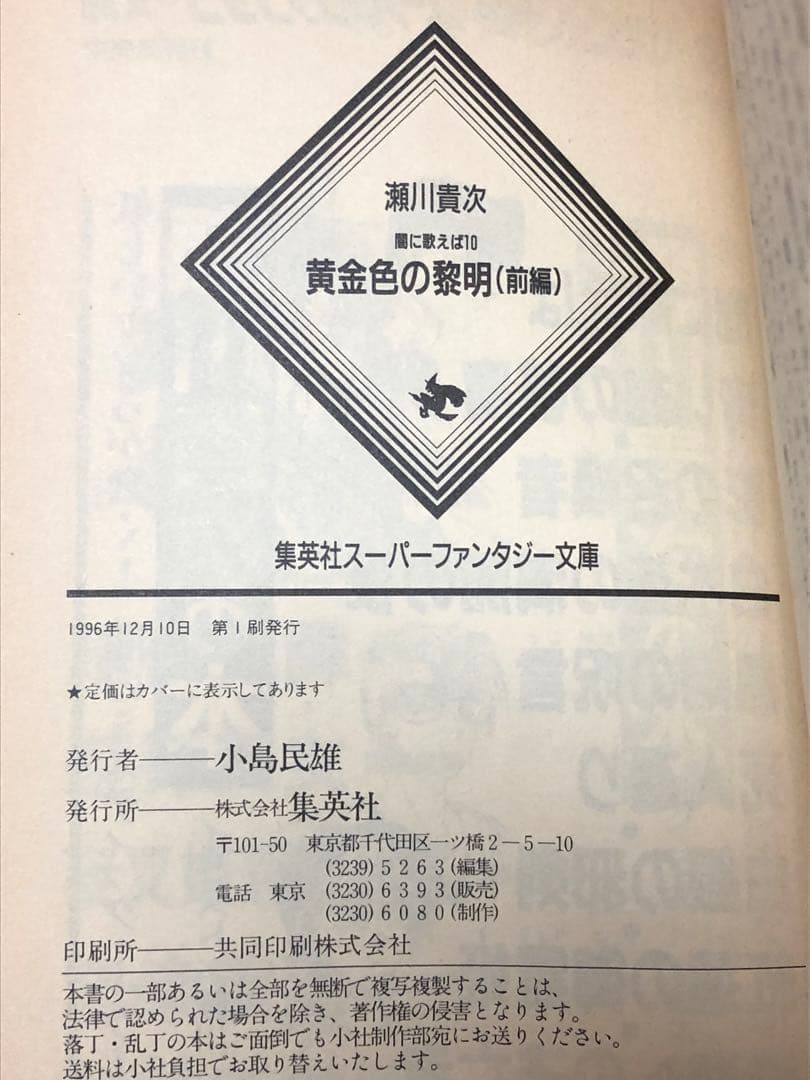 瀬川貴次
闇に歌えば10
黄金色の黎明(前編)
集英社スーパーファンタジー文庫
1996年12月10日 第1刷発行
★定価はカバーに表示してあります
発行者―――小島民雄
発行所―――株式会社集英社
〒101-50 東京都千代田区一ツ橋2―5―10
(3239)5263(編集)
電話 東京 (3230)6393(販売)
(3230)6080(制作)
印刷所―――共同印刷株式会社
本書の一部あるいは全部を無断で複写複製することは、
法律で認められた場合を除き、著作権の侵害となります。
落丁・乱丁の本はご面倒でも小社制作部宛にお送りください。
送料は小社負担でお取り替えいたします。